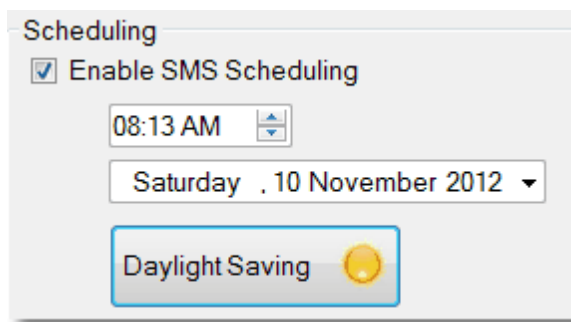 Scheduling
Enable SMS Scheduling
08:13 AM
Saturday , 10 November 2012
Daylight Saving